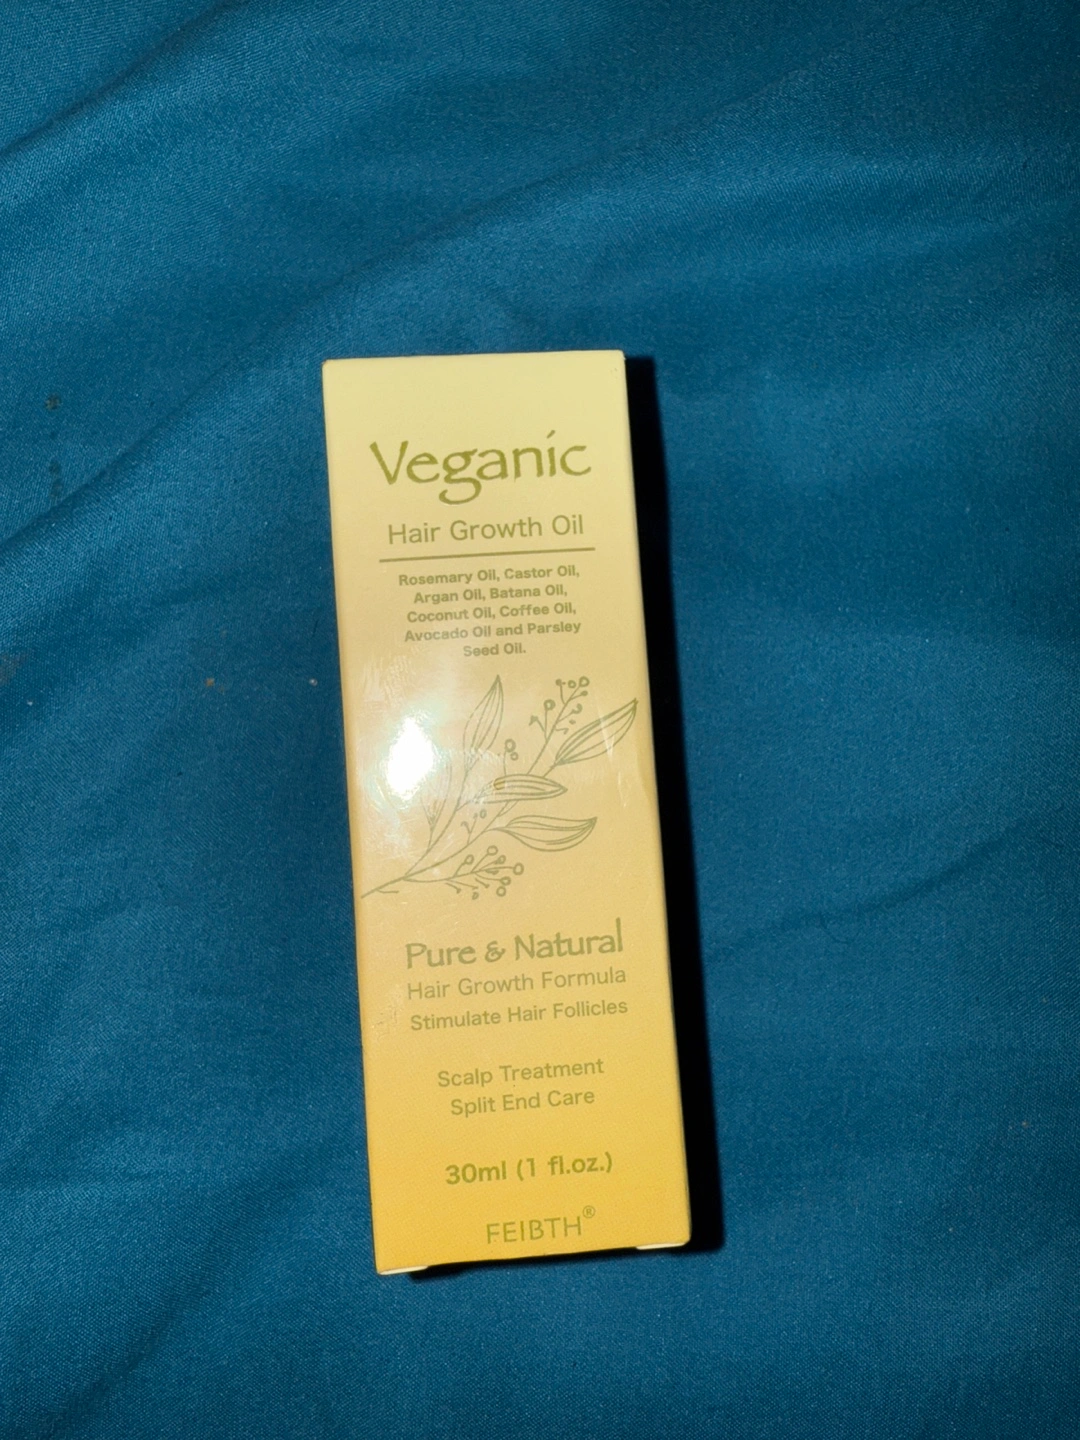 Veganic
Hair Growth Oil
Rosemary Oil, Castor Oil,
Argan Oil, Batana Oil,
Coconut Oil, Coffee Oil,
Avocado Oil and Parsley
Seed Oil.
Pure & Natural
Hair Growth Formula
Stimulate Hair Follicles
Scalp Treatment
Split End Care
30ml (1 fl.oz.)
FEIBTH®